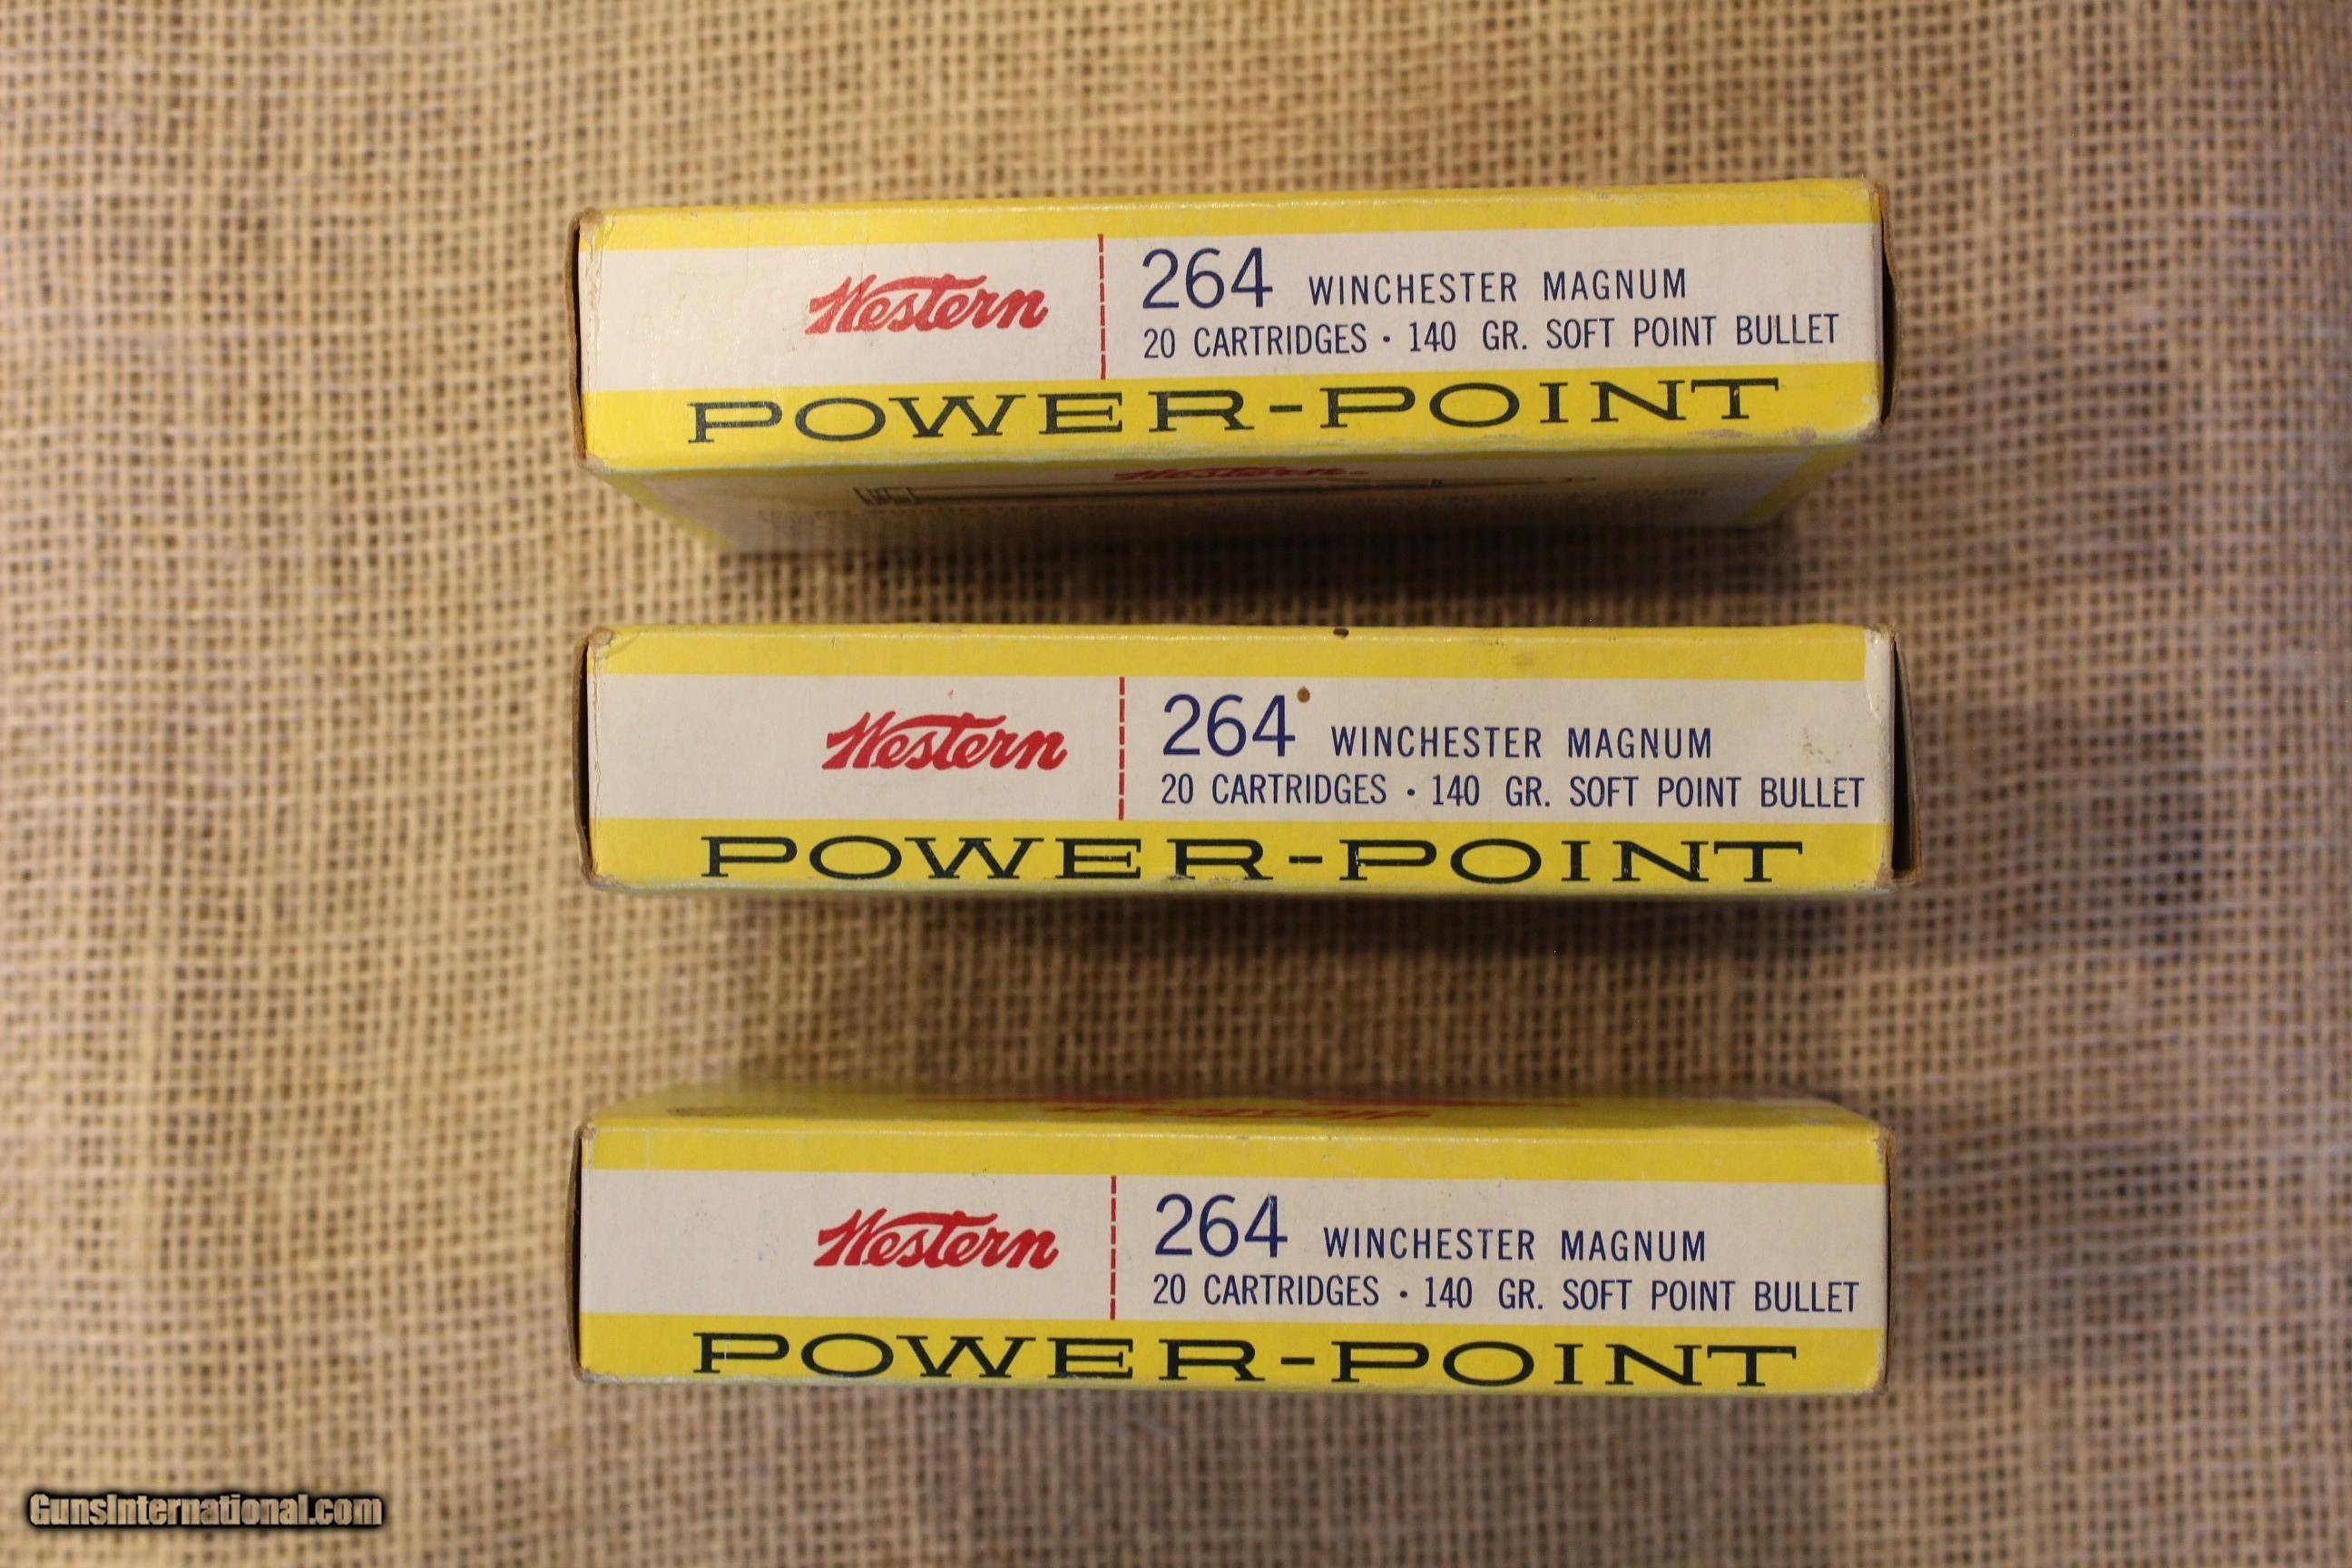 Western
264 WINCHESTER MAGNUM
20 CARTRIDGES · 140 GR. SOFT POINT BULLET
POWER-POINT
Western
Western
264 WINCHESTER MAGNUM
20 CARTRIDGES · 140 GR. SOFT POINT BULLET
POWER-POINT
Western
264 WINCHESTER MAGNUM
20 CARTRIDGES · 140 GR. SOFT POINT BULLET
POWER-POINT
GunsInternational.com